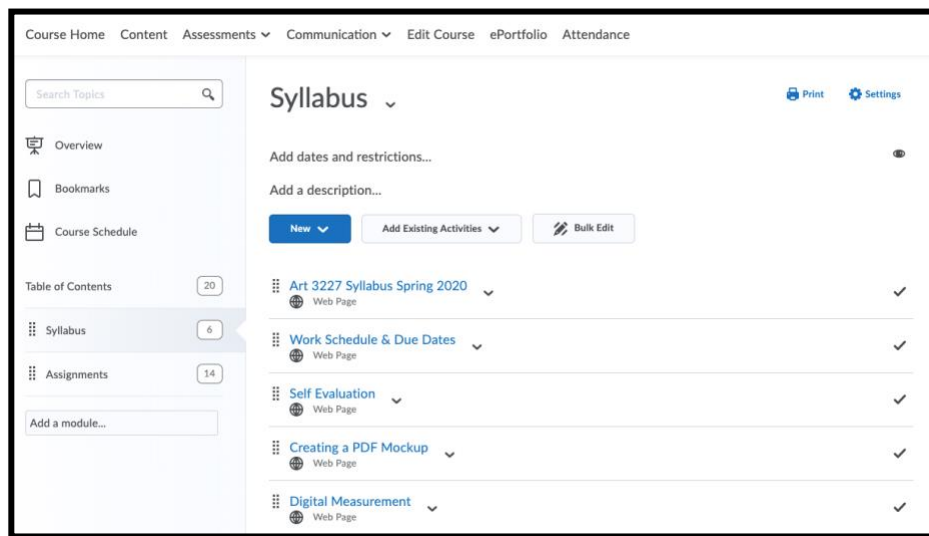 Course Home Content Assessments Communication Edit Course ePortfolio Attendance
Search Topics
Overview
Bookmarks
Course Schedule
Table of Contents 20
Syllabus 6
Assignments 14
Add a module...
Syllabus
Print Settings
Add dates and restrictions...
Add a description...
New Add Existing Activities Bulk Edit
Art 3227 Syllabus Spring 2020
Web Page
Work Schedule & Due Dates
Web Page
Self Evaluation
Web Page
Creating a PDF Mockup
Web Page
Digital Measurement
Web Page